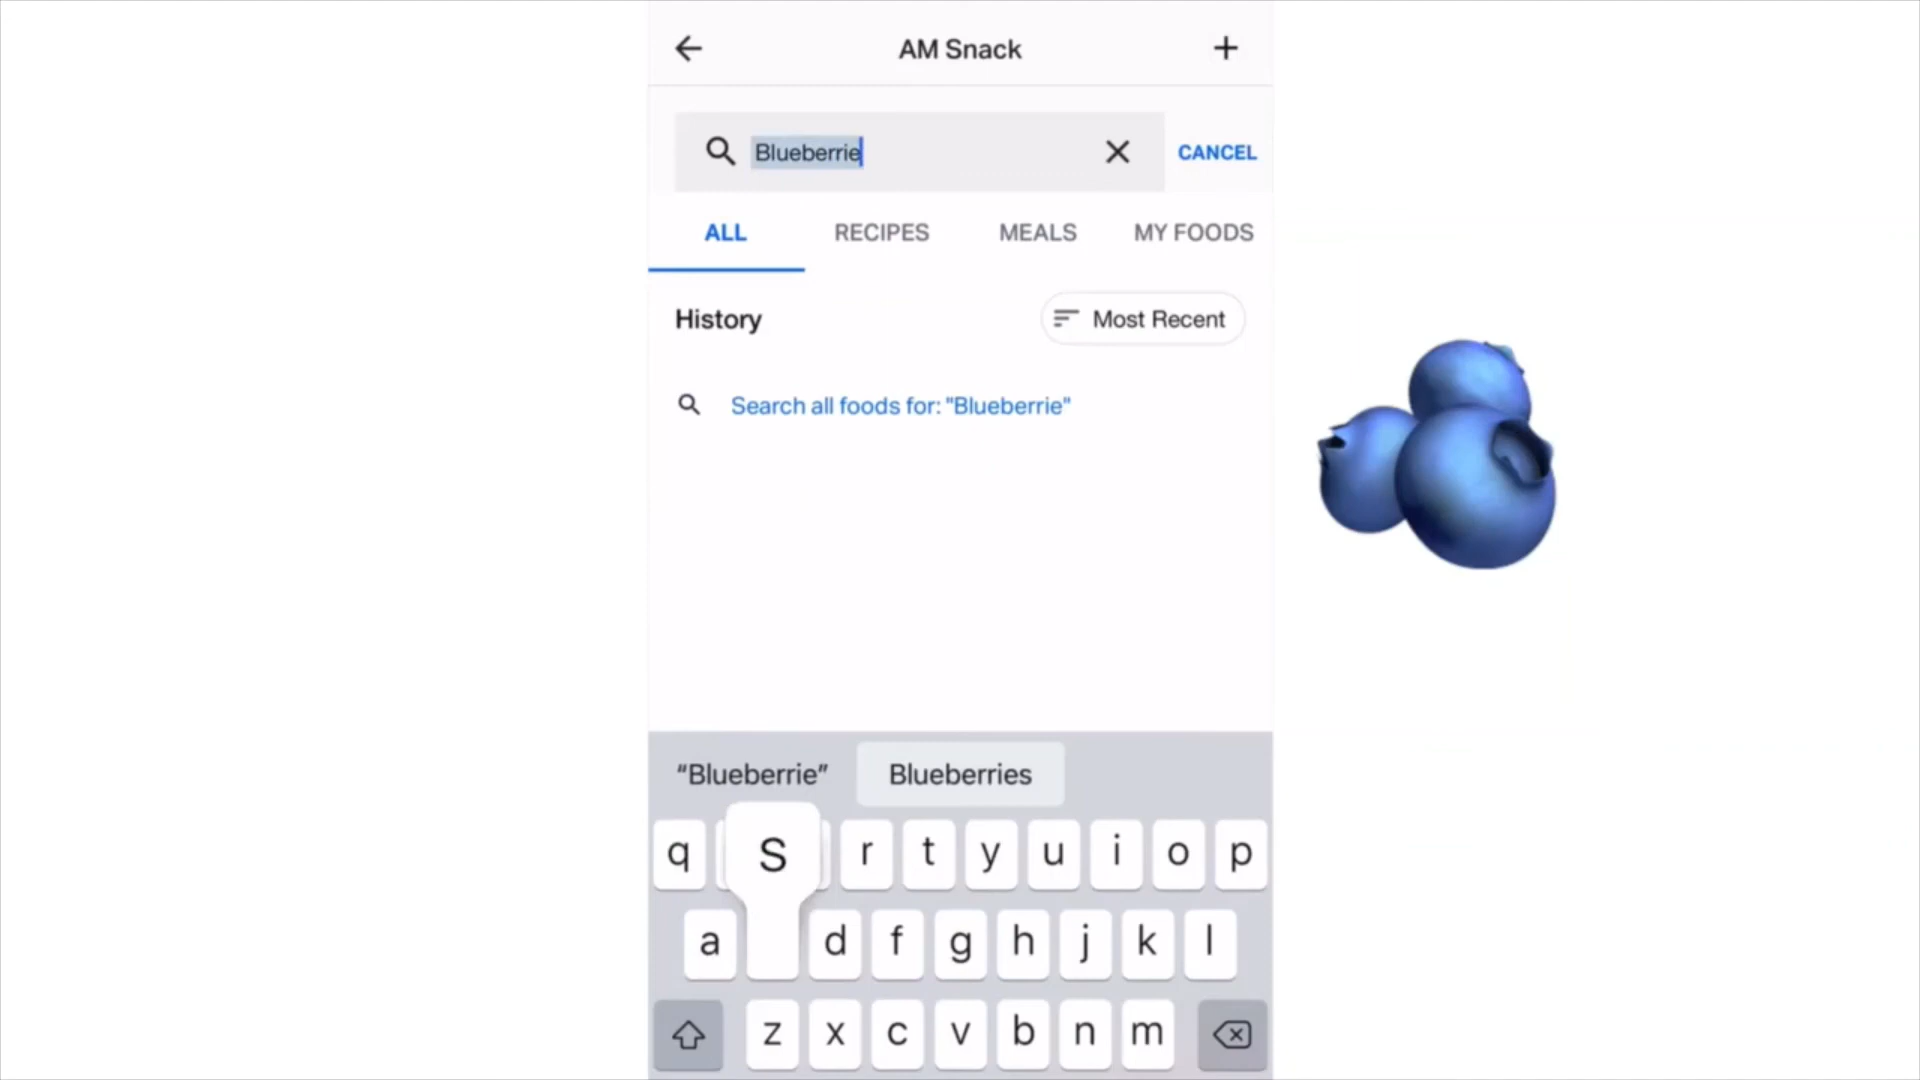 AM Snack
Blueberrie CANCEL
ALL RECIPES MEALS MY FOODS
History Most Recent
Search all foods for: "Blueberrie"
“Blueberrie” Blueberries
q S r t y u i o p
a d f g h j k l
z x c v b n m